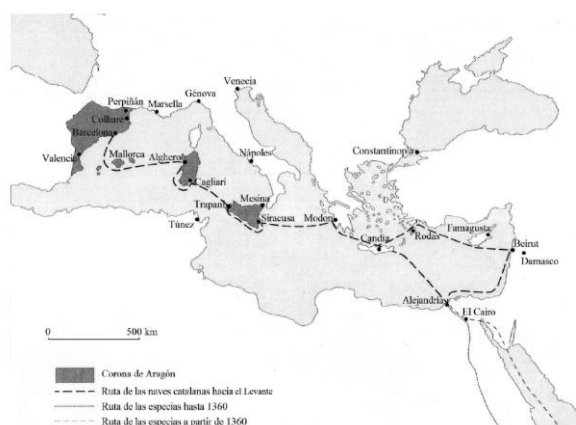 Venecia
Génova
Perpiñán
Marsella
Colliure
Barcelona
Constantinopla
Valencia
Mallorca
Alghero
Nápoles
Cagliari
Mesina
Trapani
Siracusa
Modon
Túnez
Candía
Rodas
Famagusta
Beirut
Damasco
Alejandría
El Cairo
0
500 km
Corona de Aragón
Ruta de las naves catalanas hacia el Levante
Ruta de las especias hasta 1360
Ruta de las especias a partir de 1360